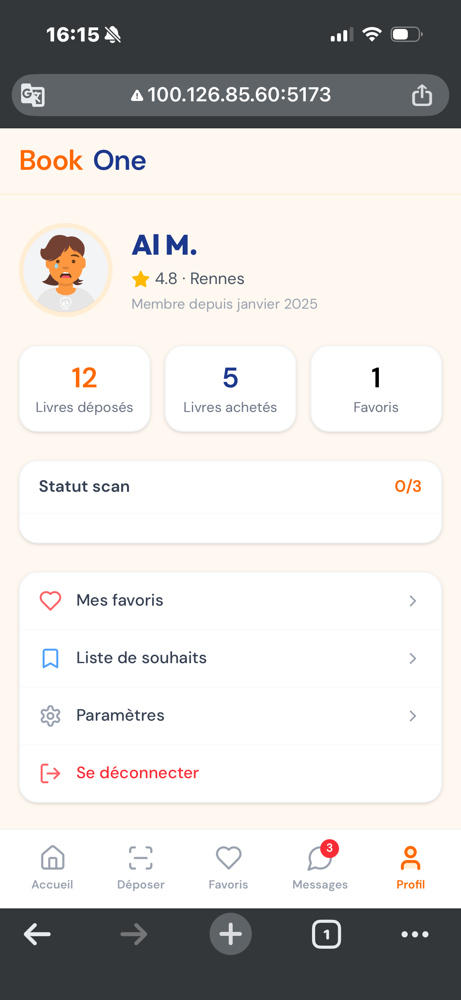 16:15
100.126.85.60:5173
Book One
Al M.
4.8 · Rennes
Membre depuis janvier 2025
12
Livres déposés
5
Livres achetés
1
Favoris
Statut scan
0/3
Mes favoris
Liste de souhaits
Paramètres
Se déconnecter
3
Accueil
Déposer
Favoris
Messages
Profil
1